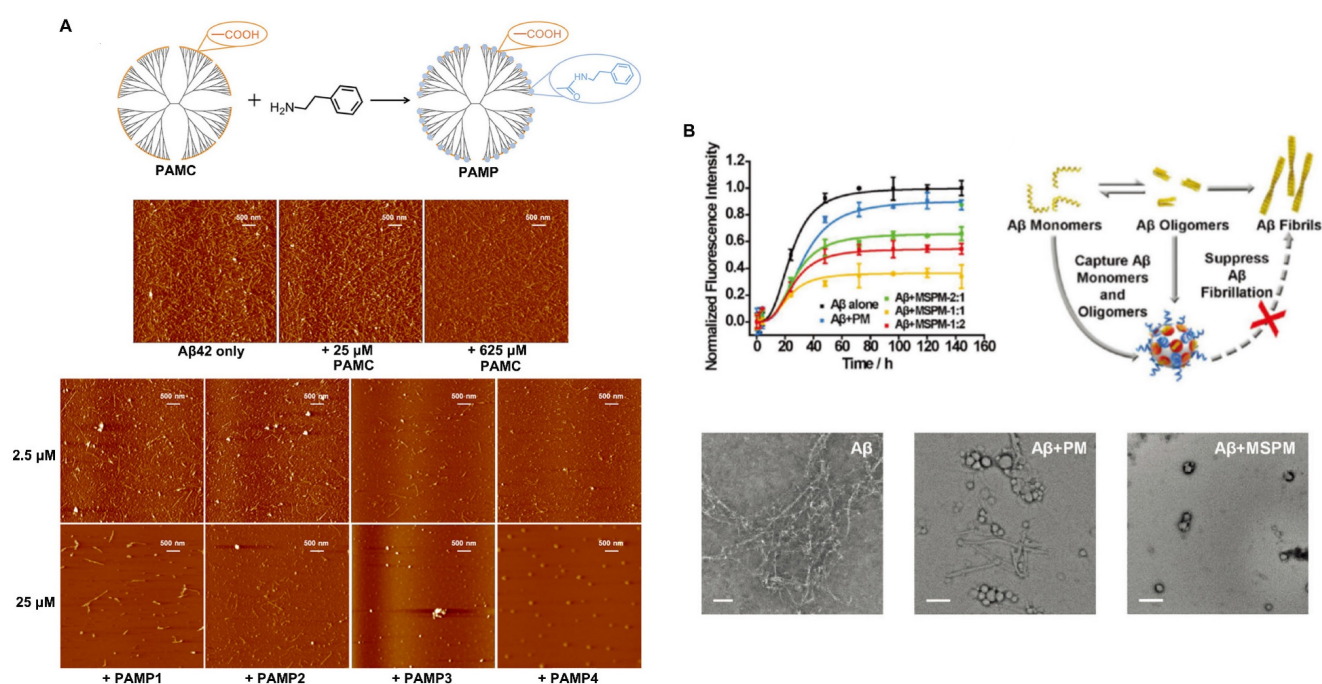 A
COOH
COOH
+
H₂N
HN
O
PAMC
PAMP
500 nm
500 nm
500 nm
Aβ42 only
+ 25 µM
PAMC
+ 625 µM
PAMC
2.5 µM
500 nm
500 nm
500 nm
500 nm
25 µM
500 nm
500 nm
500 nm
500 nm
+ PAMP1
+ PAMP2
+ PAMP3
+ PAMP4
B
Normalized Fluorescence Intensity
1.2
1.0
0.8
0.6
0.4
0.2
0.0
Aβ alone
Aβ+PM
Aβ+MSPM-2:1
Aβ+MSPM-1:1
Aβ+MSPM-1:2
0 20 40 60 80 100 120 140 160
Time / h
Aβ Monomers
Aβ Oligomers
Aβ Fibrils
Capture Aβ
Monomers
and
Oligomers
Suppress
Aβ
Fibrillation
Aβ
Aβ+PM
Aβ+MSPM